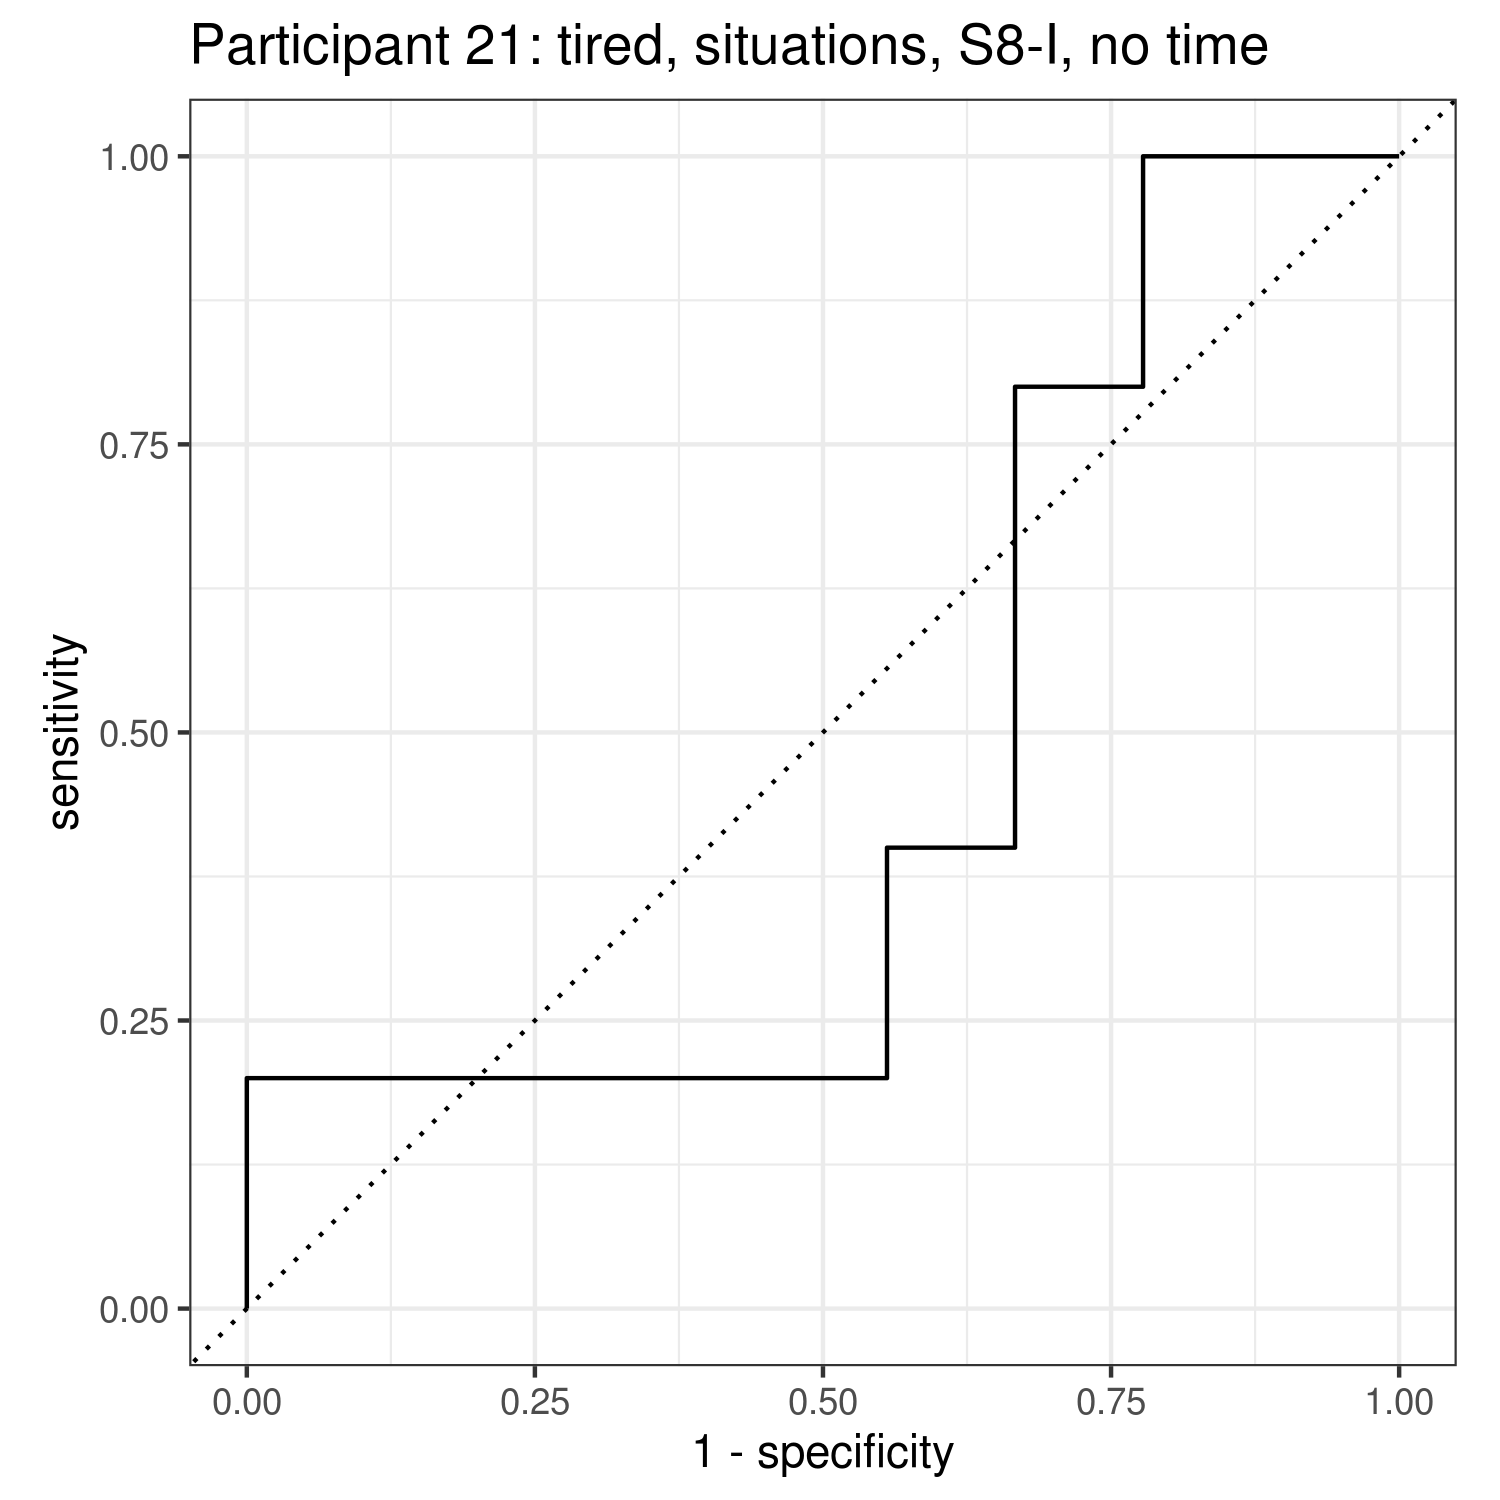 Participant 21: tired, situations, S8-I, no time
1.00
0.75
0.50
0.25
0.00
sensitivity
0.00 0.25 0.50 0.75 1.00
1 - specificity